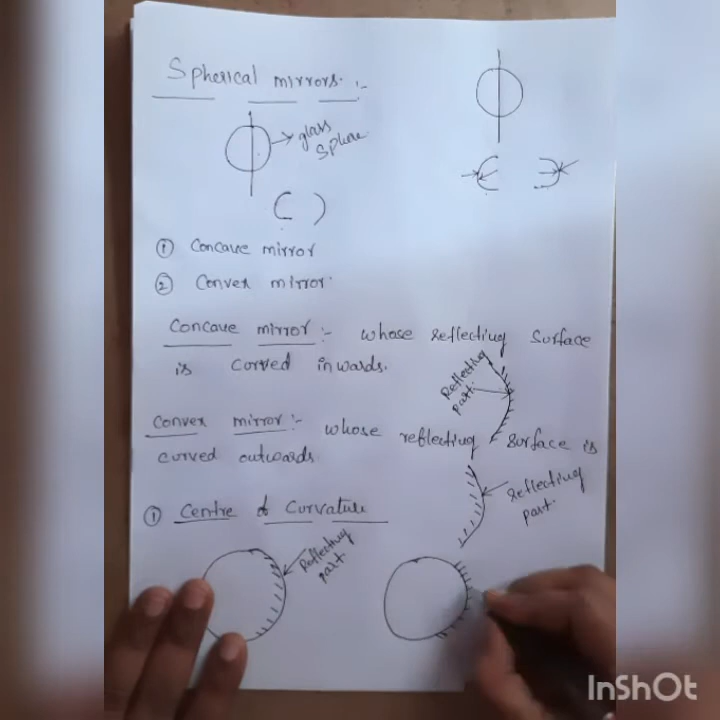 Spherical mirrors :-
glass
sphere
① Concave mirror
② Convex mirror.
Concave mirror :- whose reflecting surface
is curved inwards.
Reflecting
part.
Convex mirror :- whose reflecting surface is
curved outwards.
Reflecting
part.
① Centre of Curvature
Reflecting
part
InShOt